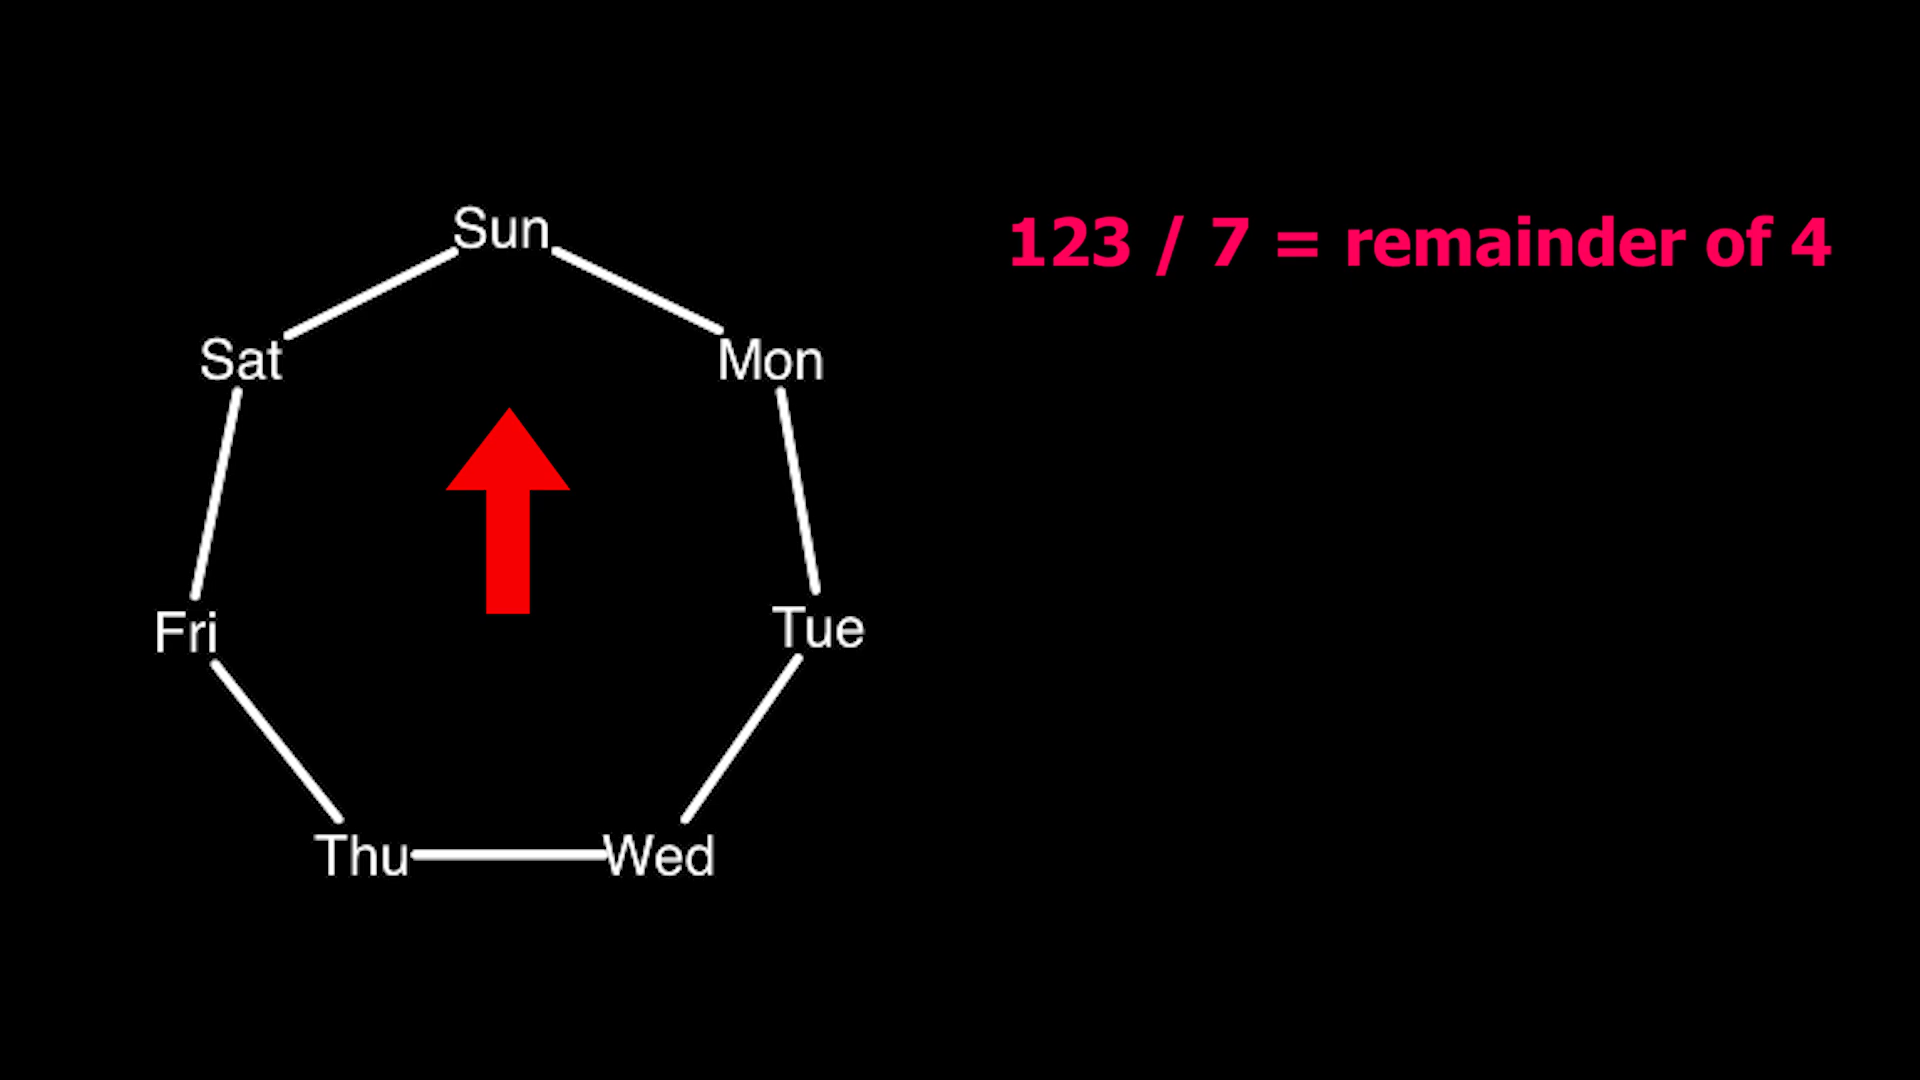 Sun
123 / 7 = remainder of 4
Sat
Mon
Fri
Tue
Thu
Wed